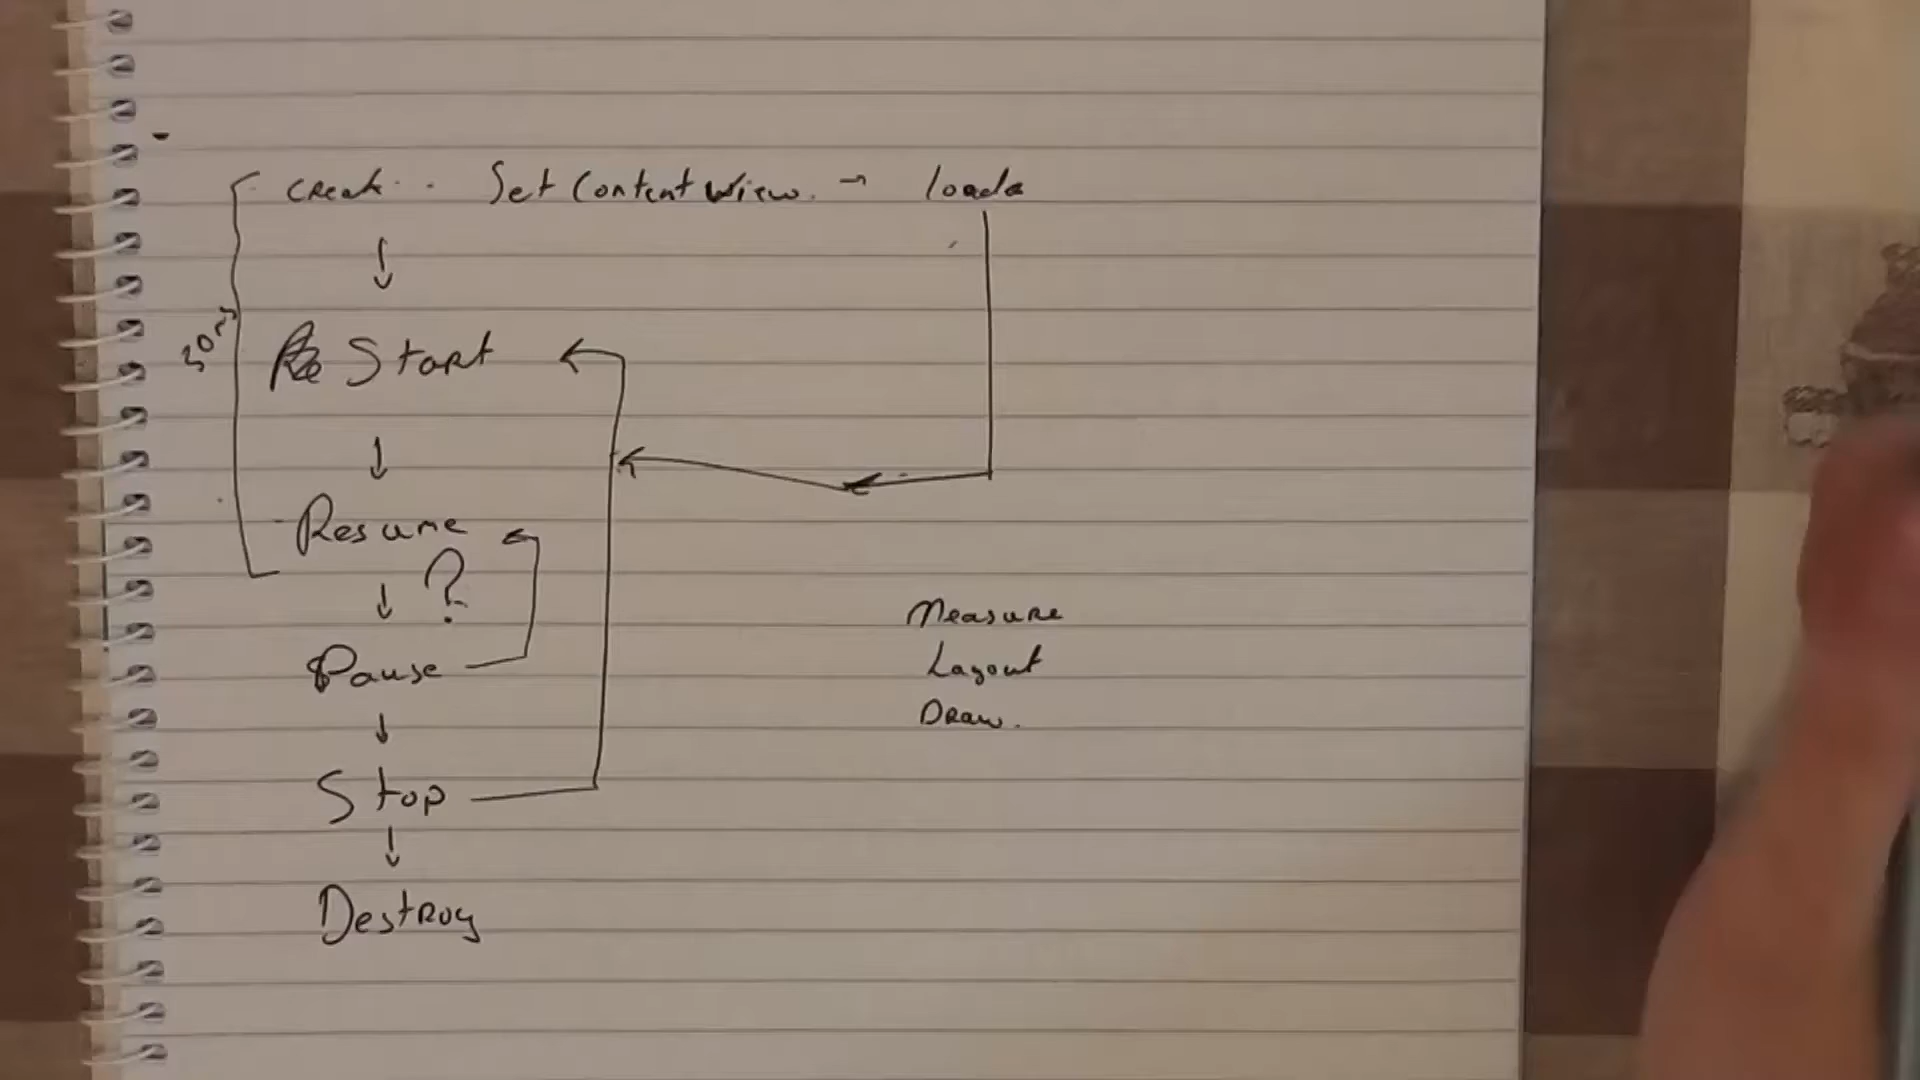 Create.. Set Content View. → loads
Start
30ms
Resume
?
Pause
Stop
Destroy
Measure
Layout
Draw.